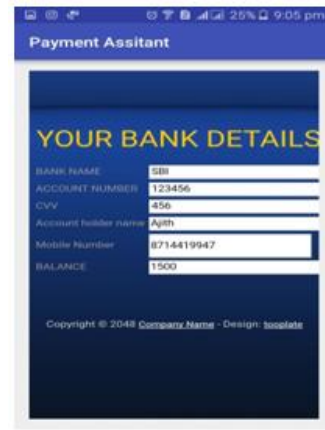 25% 9:05 pm
Payment Assitant
YOUR BANK DETAILS
BANK NAME SBI
ACCOUNT NUMBER 123456
CVV 456
Account holder name Ajith
Mobile Number 8714419947
BALANCE 1500
Copyright © 2048 Company Name - Design: tooplate